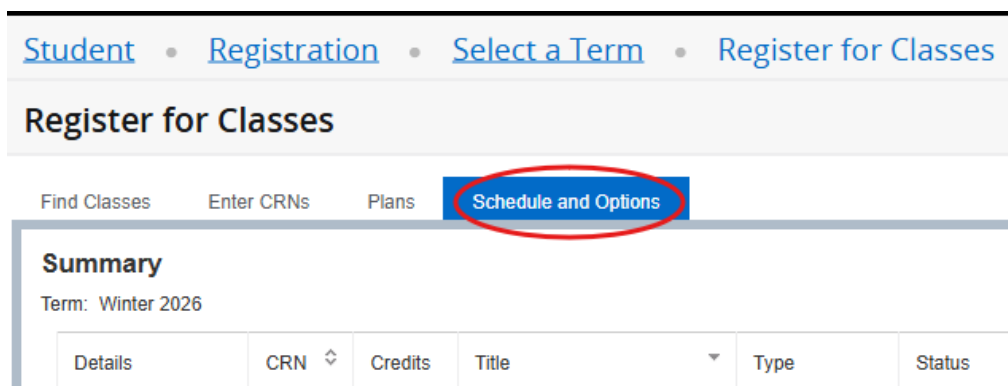 Student • Registration • Select a Term • Register for Classes
Register for Classes
Find Classes Enter CRNs Plans Schedule and Options
Summary
Term: Winter 2026
Details CRN Credits Title Type Status